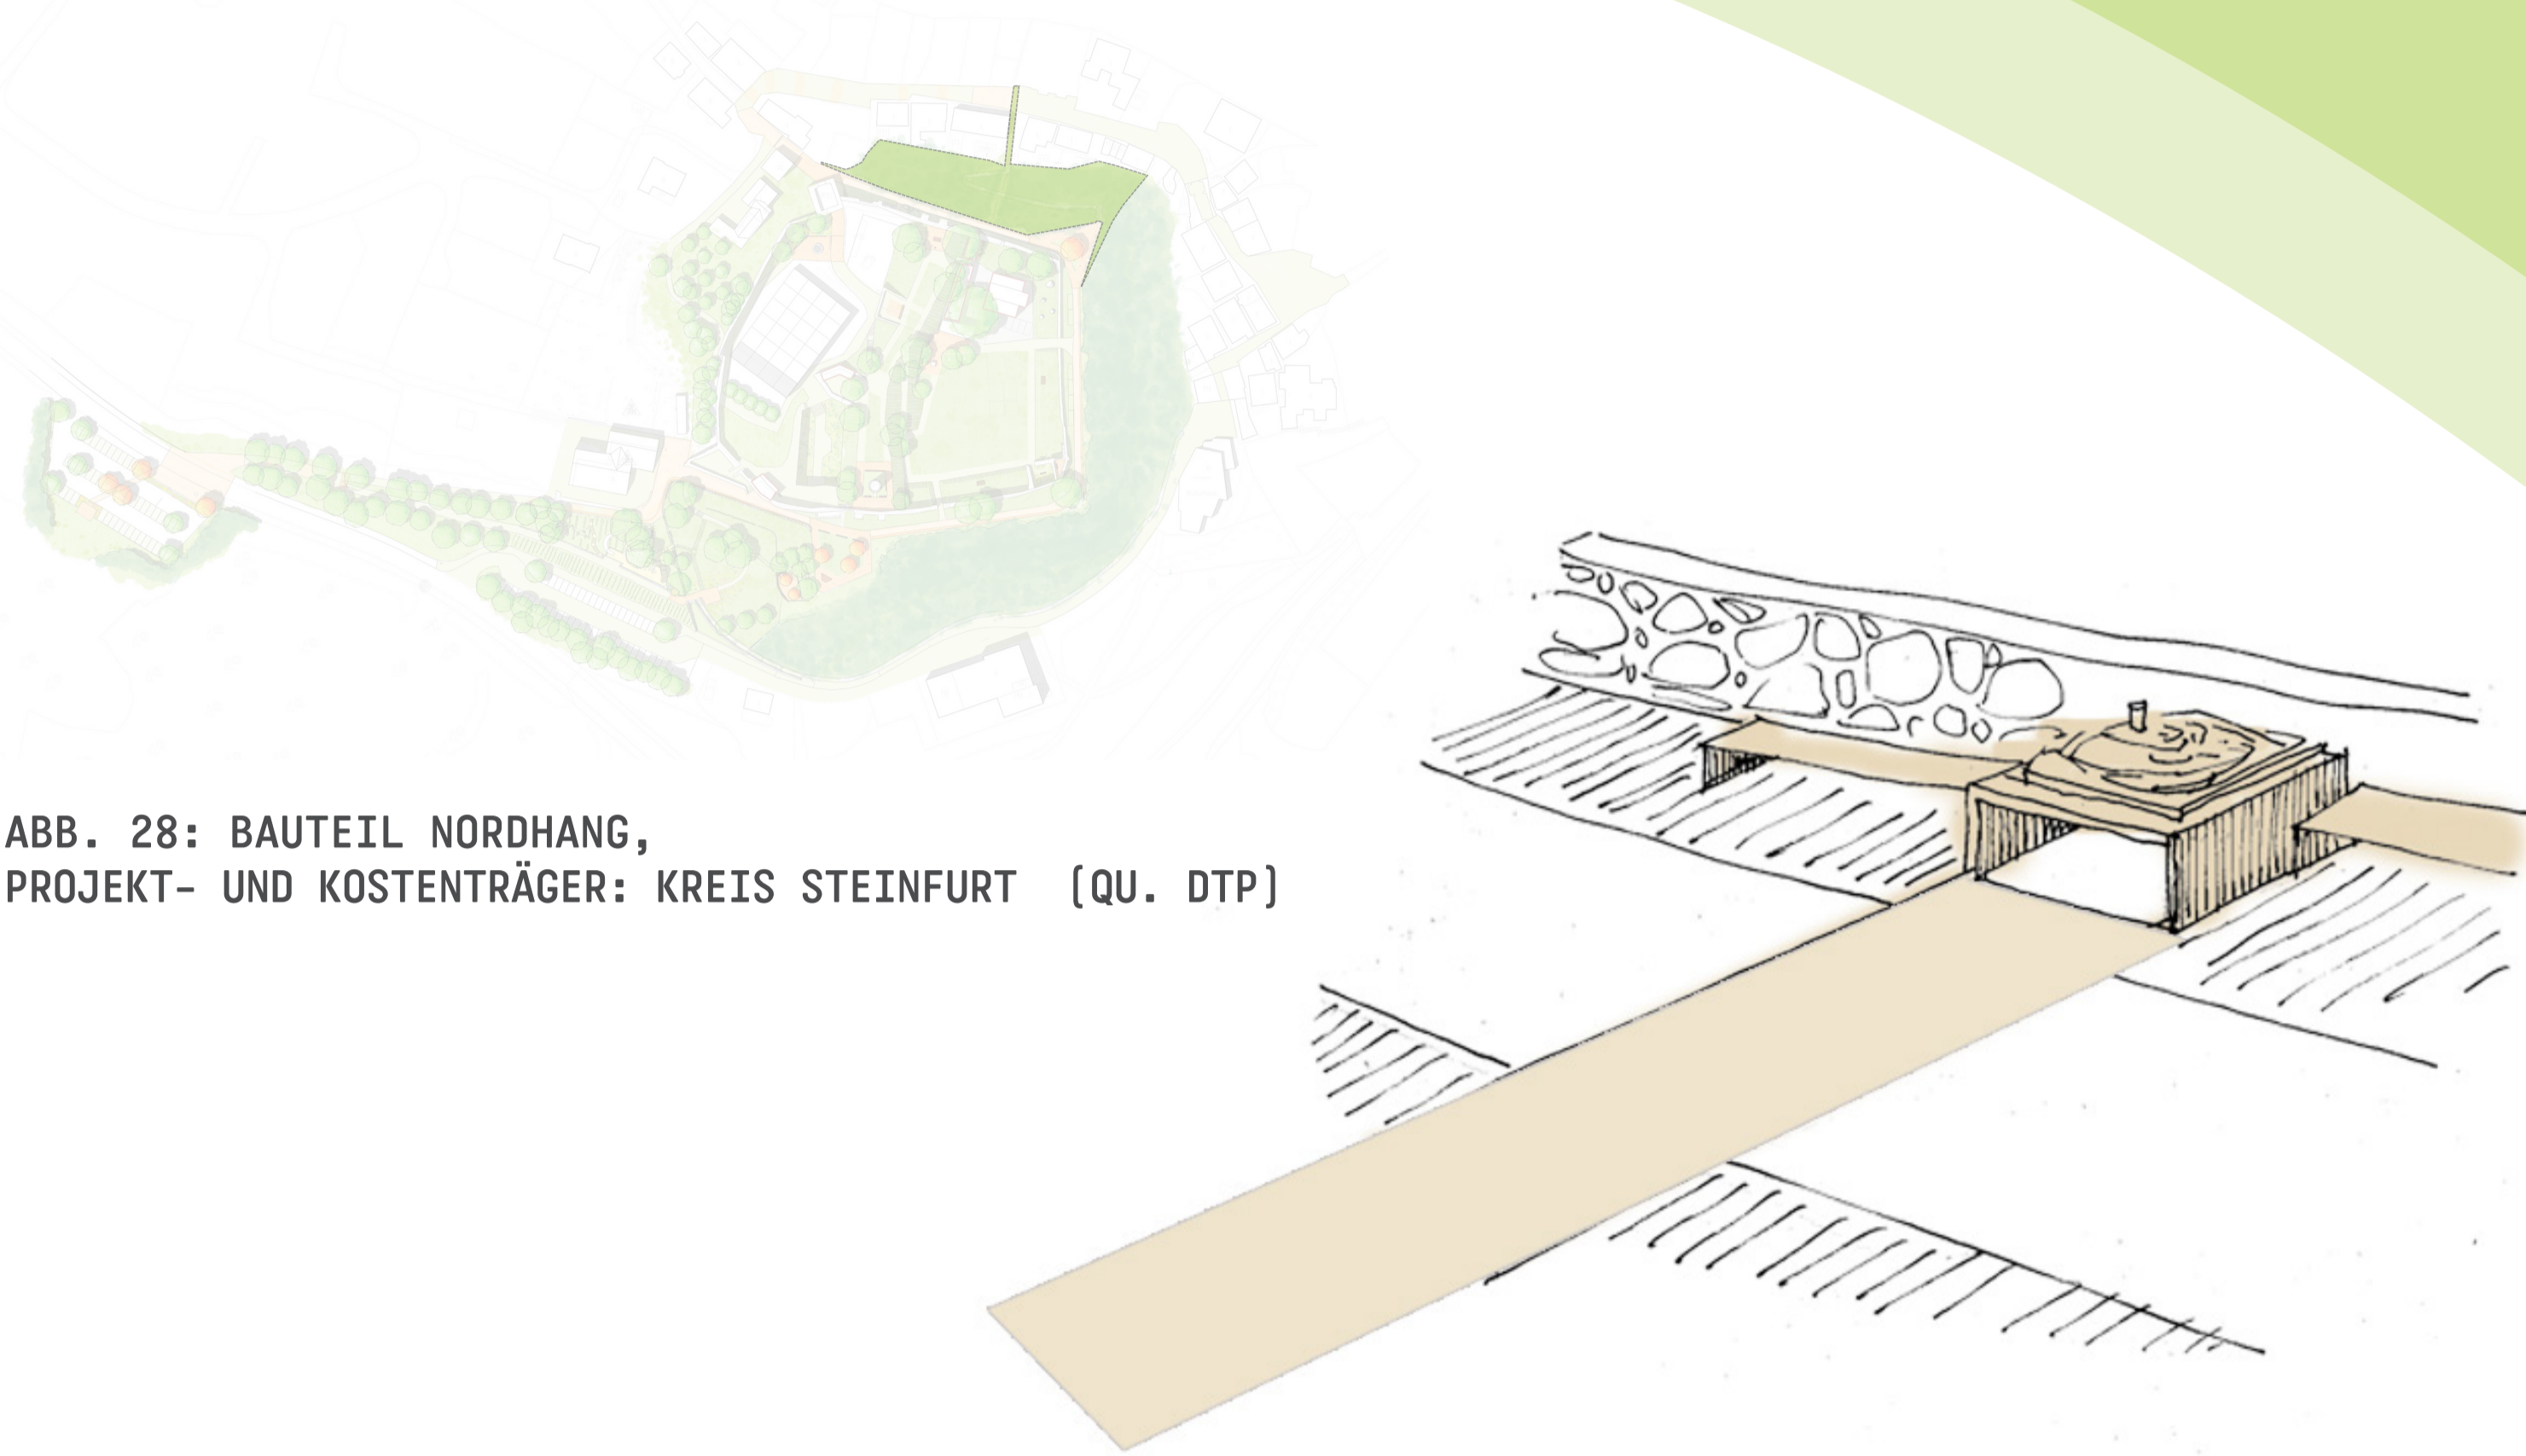 ABB. 28: BAUTEIL NORDHANG,
PROJEKT- UND KOSTENTRÄGER: KREIS STEINFURT (QU. DTP)